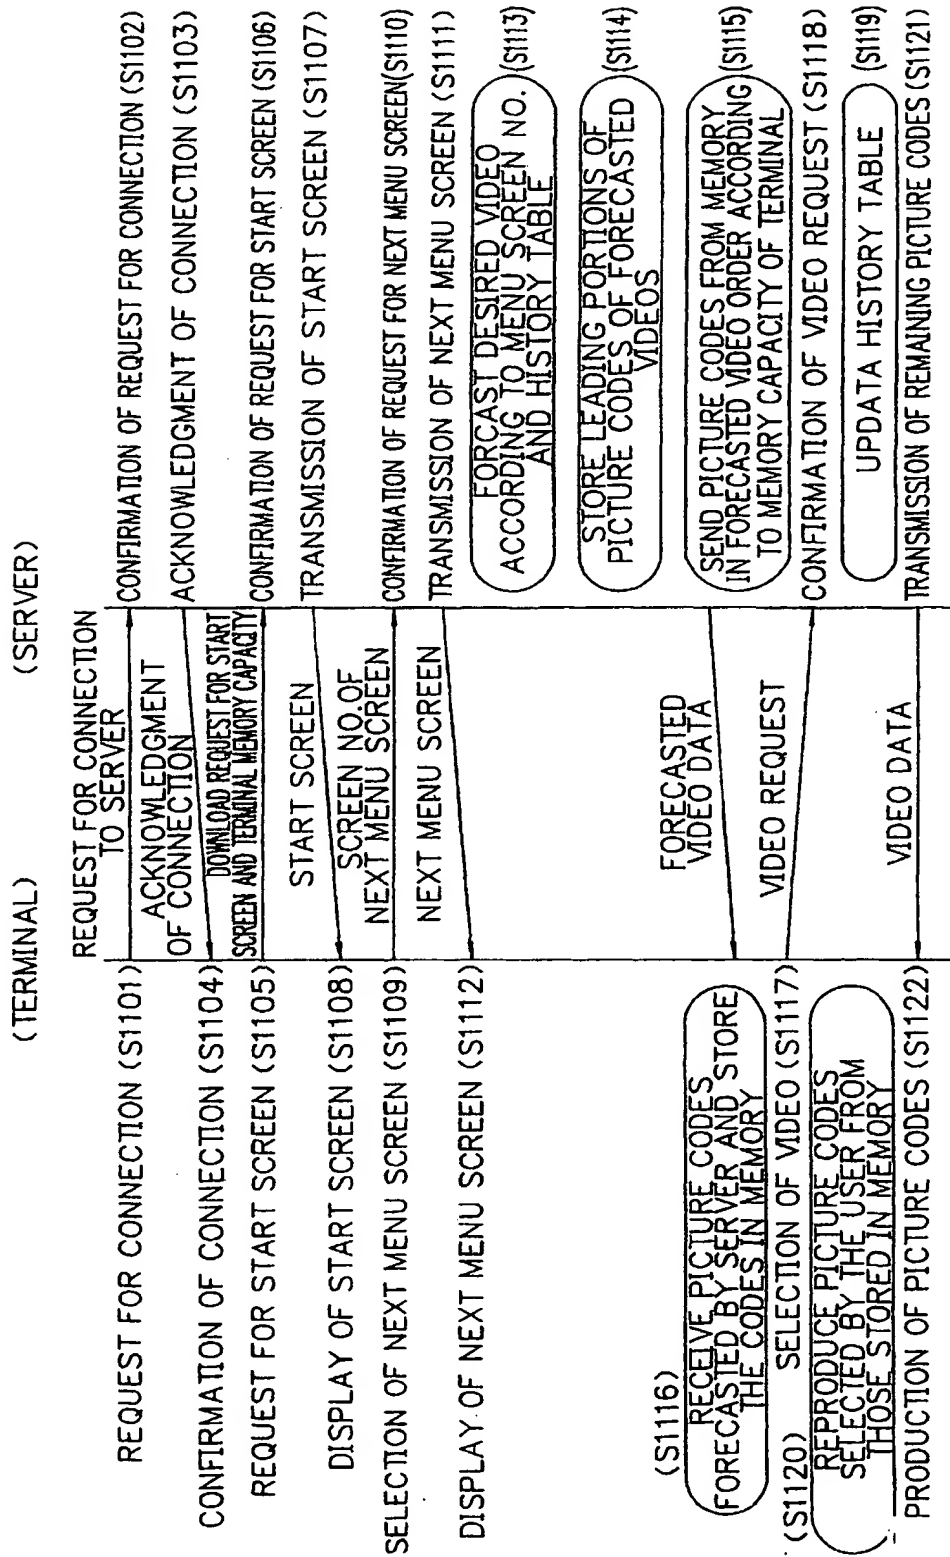 (TERMINAL)
(SERVER)
REQUEST FOR CONNECTION (S1101)
REQUEST FOR CONNECTION
TO SERVER
CONFIRMATION OF REQUEST FOR CONNECTION (S1102)
ACKNOWLEDGMENT
OF CONNECTION
ACKNOWLEDGMENT OF CONNECTION (S1103)
CONFIRMATION OF CONNECTION (S1104)
REQUEST FOR START SCREEN (S1105)
DOWNLOAD REQUEST FOR START
SCREEN AND TERMINAL MEMORY CAPACITY
CONFIRMATION OF REQUEST FOR START SCREEN (S1106)
START SCREEN
TRANSMISSION OF START SCREEN (S1107)
DISPLAY OF START SCREEN (S1108)
SELECTION OF NEXT MENU SCREEN (S1109)
SCREEN NO.OF
NEXT MENU SCREEN
CONFIRMATION OF REQUEST FOR NEXT MENU SCREEN(S1110)
NEXT MENU SCREEN
TRANSMISSION OF NEXT MENU SCREEN (S1111)
DISPLAY OF NEXT MENU SCREEN (S1112)
FORCAST DESIRED VIDEO
ACCORDING TO MENU SCREEN NO.
AND HISTORY TABLE
(S1113)
STORE LEADING PORTIONS OF
PICTURE CODES OF FORECASTED
VIDEOS
(S1114)
SEND PICTURE CODES FROM MEMORY
IN FORECASTED VIDEO ORDER ACCORDING
TO MEMORY CAPACITY OF TERMINAL
(S1115)
FORECASTED
VIDEO DATA
(S1116)
RECEIVE PICTURE CODES
FORECASTED BY SERVER AND STORE
THE CODES IN MEMORY
SELECTION OF VIDEO (S1117)
VIDEO REQUEST
CONFIRMATION OF VIDEO REQUEST (S1118)
UPDATA HISTORY TABLE
(S1119)
(S1120)
REPRODUCE PICTURE CODES
SELECTED BY THE USER FROM
THOSE STORED IN MEMORY
VIDEO DATA
TRANSMISSION OF REMAINING PICTURE CODES (S1121)
PRODUCTION OF PICTURE CODES (S1122)